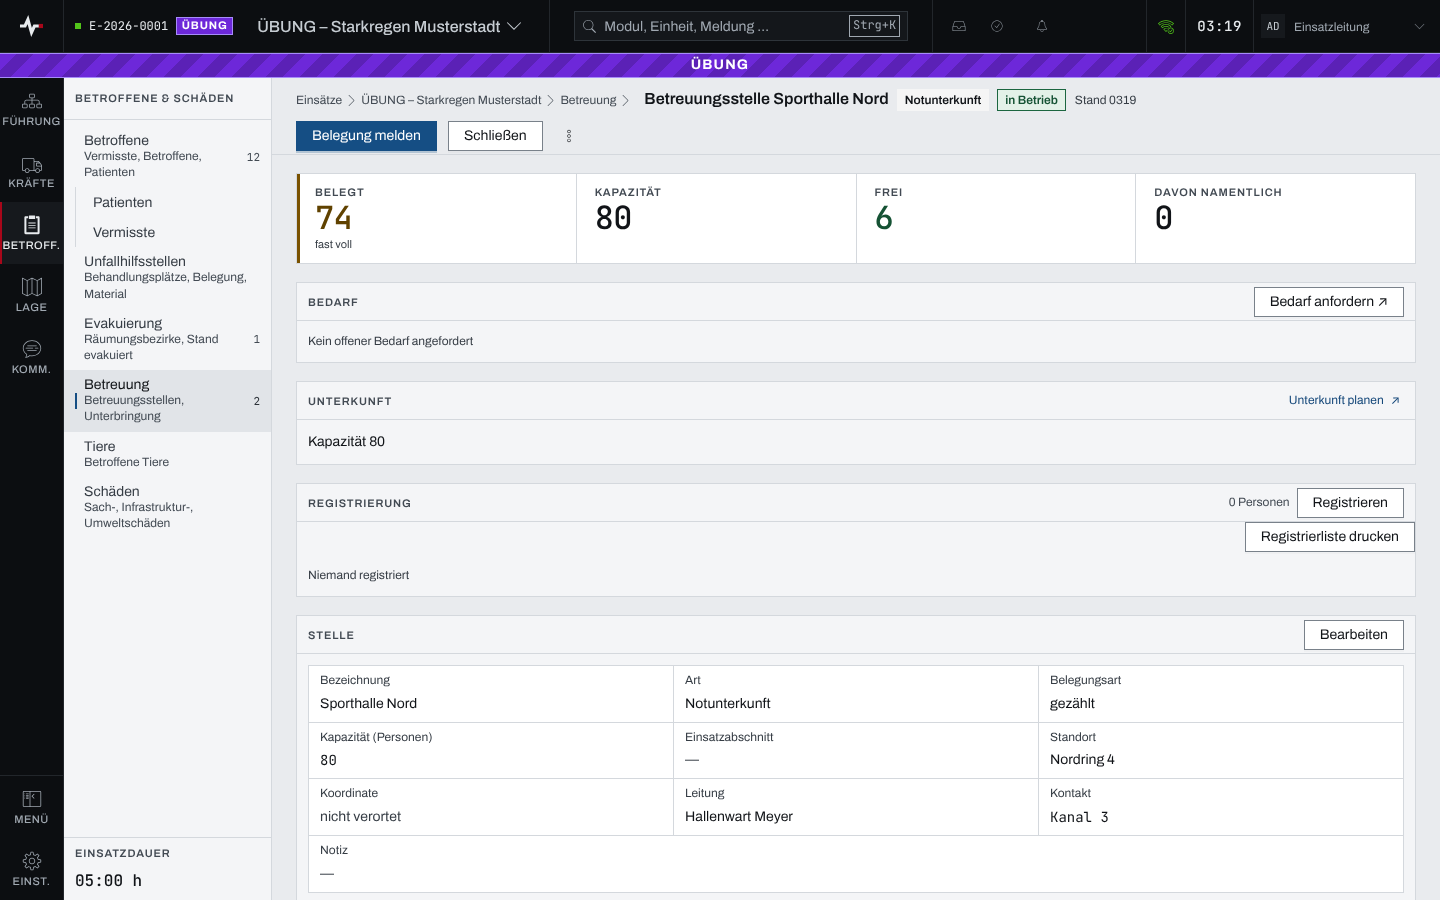 E-2026-0001 ÜBUNG ÜBUNG – Starkregen Musterstadt Modul, Einheit, Meldung ... Strg+K 03:19 AD Einsatzleitung
ÜBUNG
FÜHRUNG
KRÄFTE
BETROFF.
LAGE
KOMM.
MENÜ
EINST.
BETROFFENE & SCHÄDEN
Betroffene
Vermisste, Betroffene, 12
Patienten
Patienten
Vermisste
Unfallhilfsstellen
Behandlungsplätze, Belegung,
Material
Evakuierung
Räumungsbezirke, Stand 1
evakuiert
Betreuung
Betreuungsstellen, 2
Unterbringung
Tiere
Betroffene Tiere
Schäden
Sach-, Infrastruktur-,
Umweltschäden
EINSATZDAUER
05:00 h
Einsätze ÜBUNG – Starkregen Musterstadt Betreuung Betreuungsstelle Sporthalle Nord Notunterkunft in Betrieb Stand 0319
Belegung melden Schließen
BELEGT KAPAZITÄT FREI DAVON NAMENTLICH
74 80 6 0
fast voll
BEDARF Bedarf anfordern
Kein offener Bedarf angefordert
UNTERKUNFT Unterkunft planen
Kapazität 80
REGISTRIERUNG 0 Personen Registrieren
Registrierliste drucken
Niemand registriert
STELLE Bearbeiten
Bezeichnung Art Belegungsart
Sporthalle Nord Notunterkunft gezählt
Kapazität (Personen) Einsatzabschnitt Standort
80 — Nordring 4
Koordinate Leitung Kontakt
nicht verortet Hallenwart Meyer Kanal 3
Notiz
—